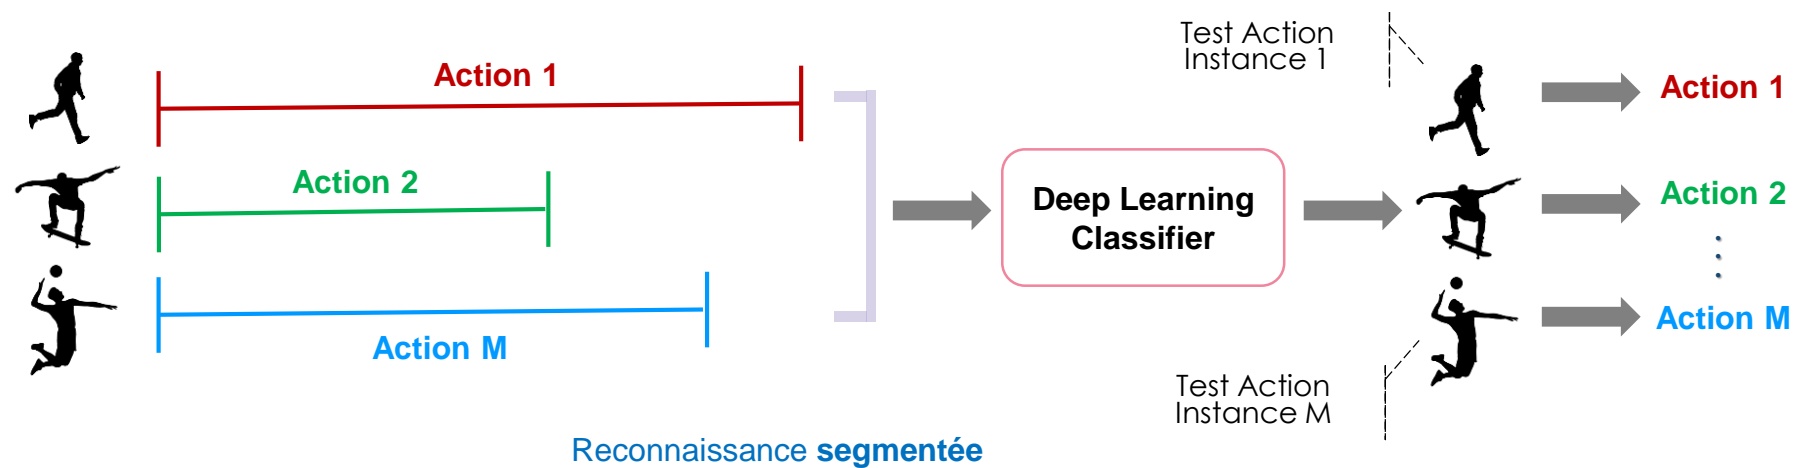 Action 1
Action 2
Action M
Deep Learning
Classifier
Test Action
Instance 1
Action 1
Action 2
Action M
Test Action
Instance M
Reconnaissance segmentée